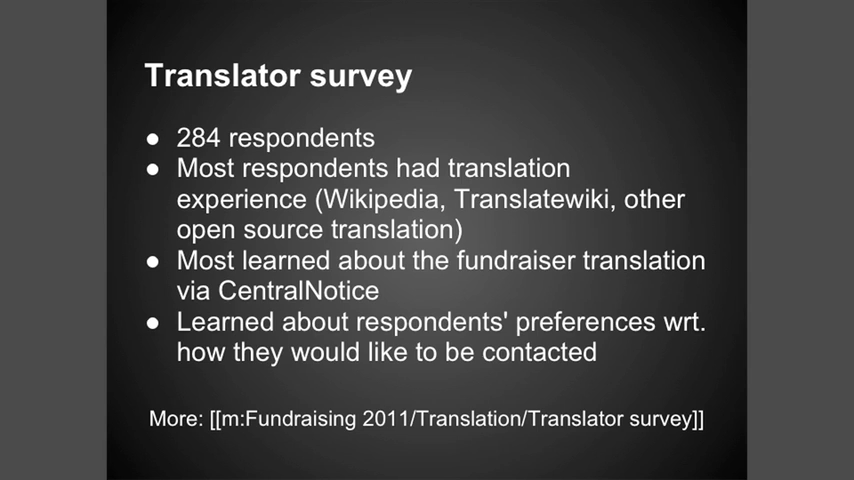 Translator survey
● 284 respondents
● Most respondents had translation
experience (Wikipedia, Translatewiki, other
open source translation)
● Most learned about the fundraiser translation
via CentralNotice
● Learned about respondents' preferences wrt.
how they would like to be contacted
More: [[m:Fundraising 2011/Translation/Translator survey]]